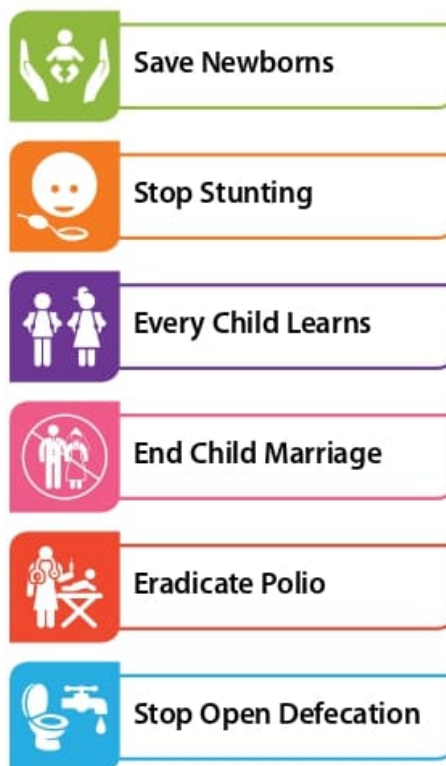 Save Newborns
Stop Stunting
Every Child Learns
End Child Marriage
Eradicate Polio
Stop Open Defecation